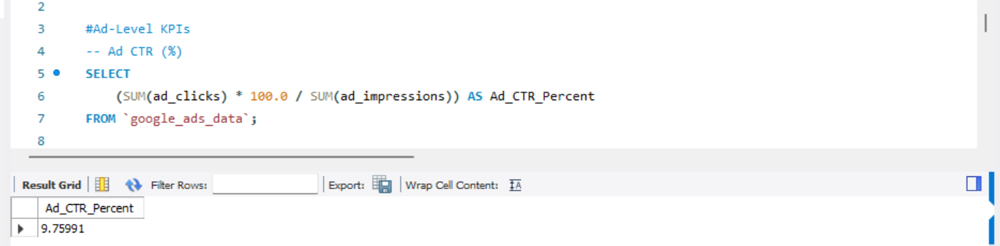 2
3 #Ad-Level KPIs
4 -- Ad CTR (%)
5 SELECT
6 (SUM(ad_clicks) * 100.0 / SUM(ad_impressions)) AS Ad_CTR_Percent
7 FROM `google_ads_data`;
8
Result Grid Filter Rows: Export: Wrap Cell Content: IA
Ad_CTR_Percent
9.75991